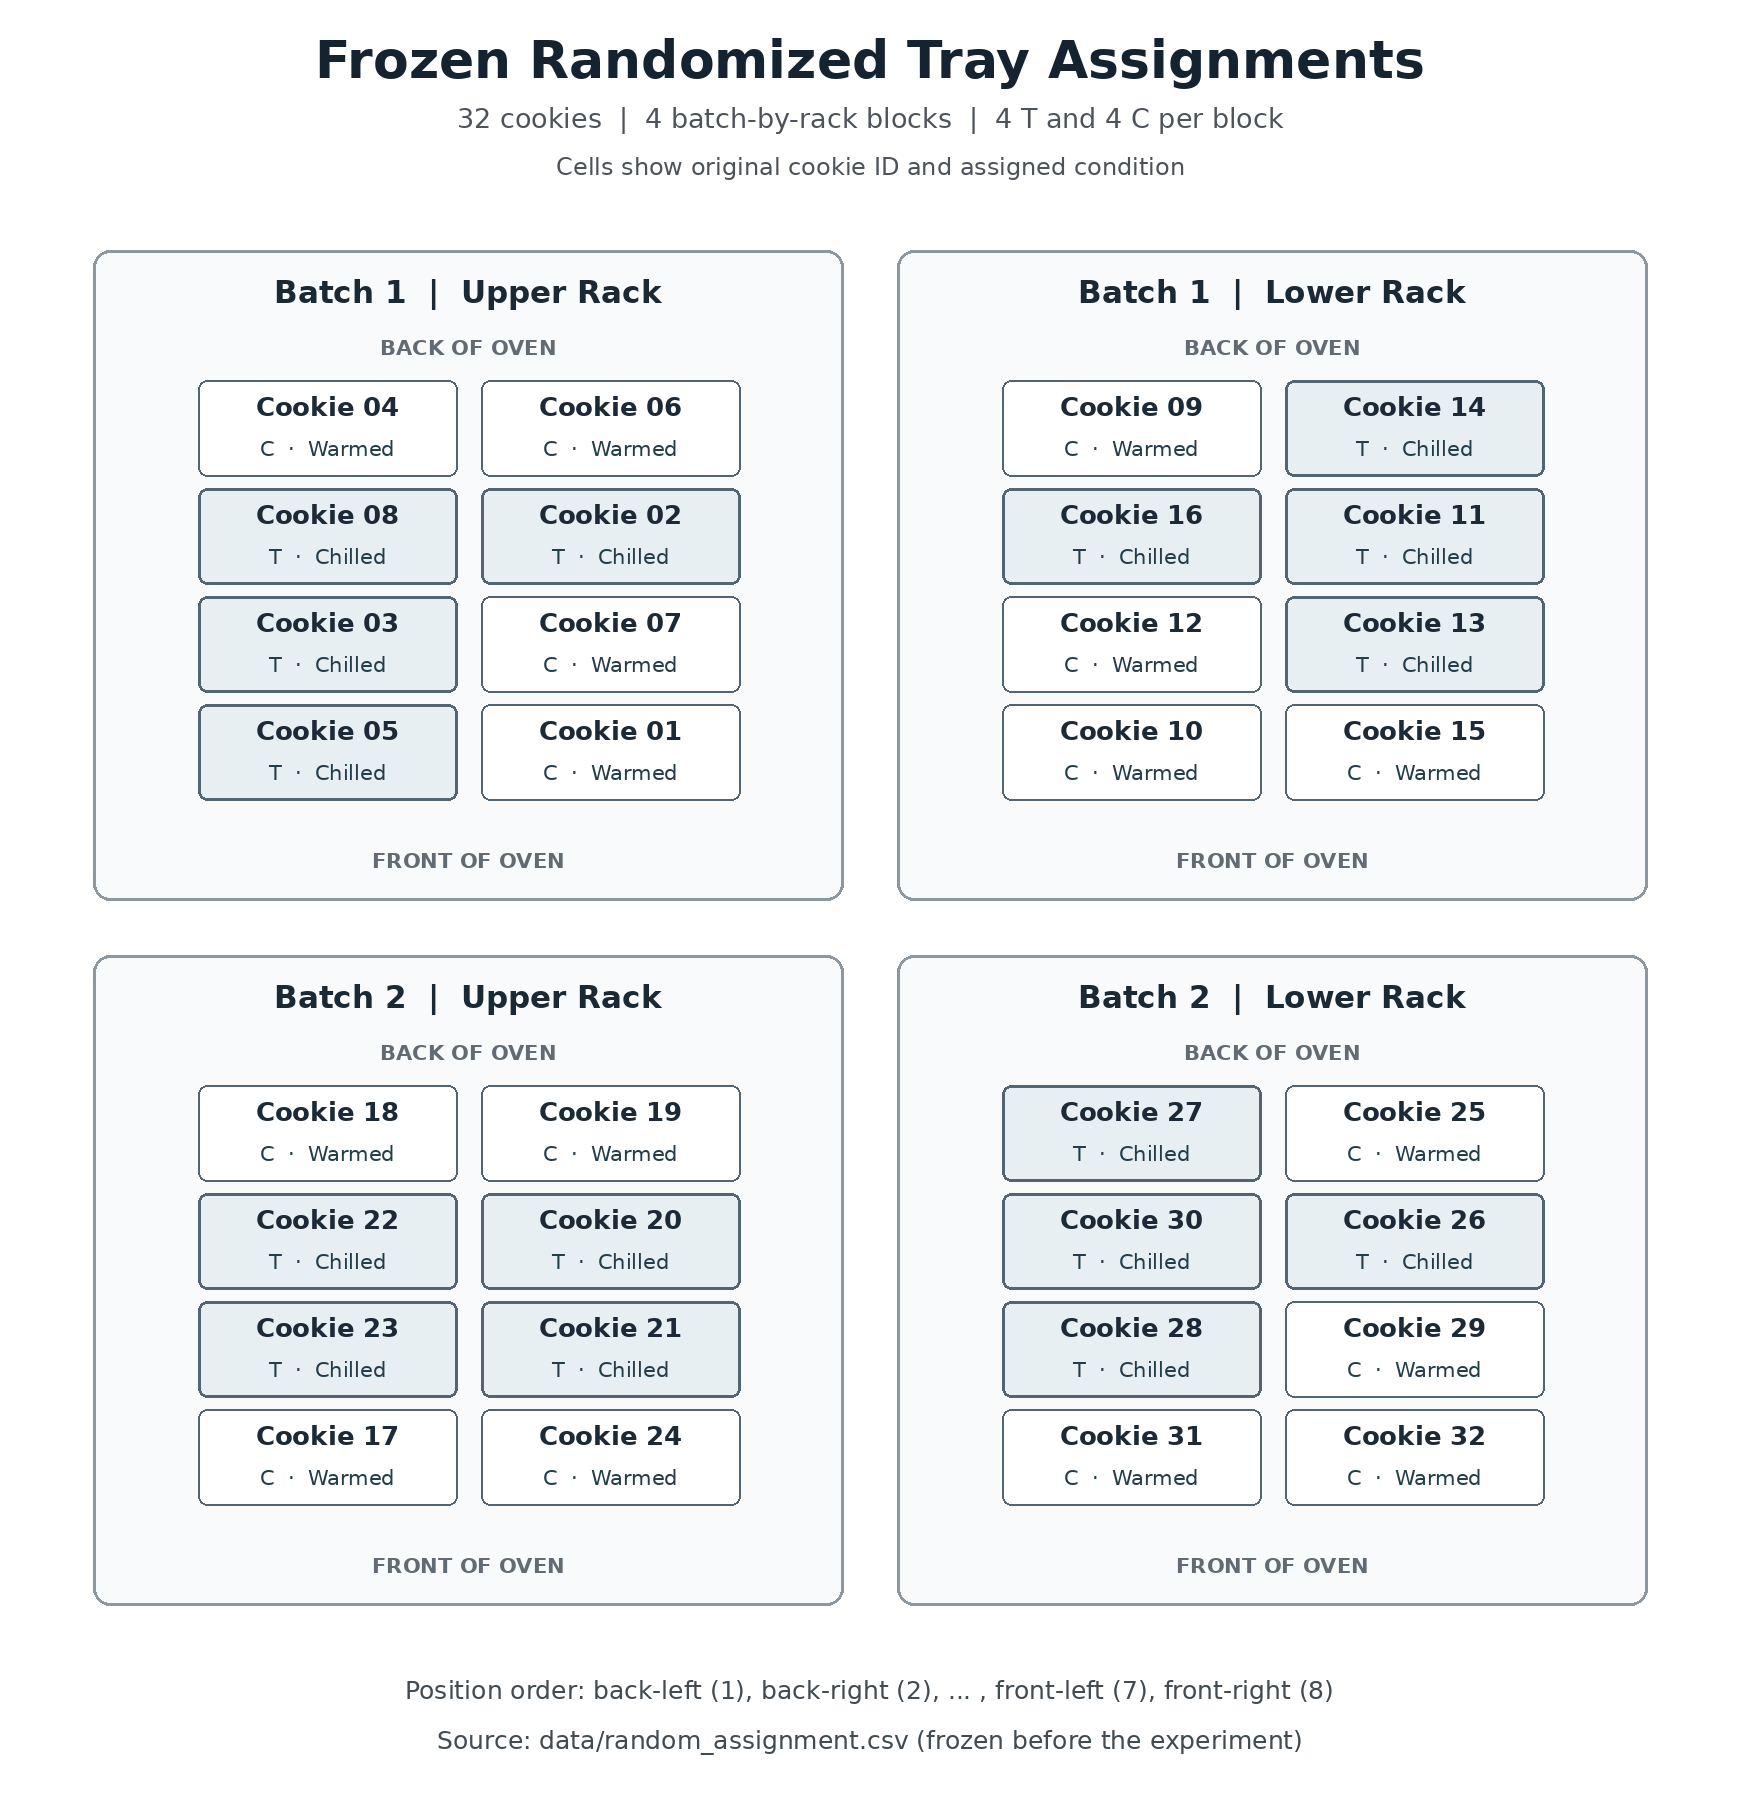 Frozen Randomized Tray Assignments
32 cookies | 4 batch-by-rack blocks | 4 T and 4 C per block
Cells show original cookie ID and assigned condition
Batch 1 | Upper Rack
BACK OF OVEN
Cookie 04
C · Warmed
Cookie 06
C · Warmed
Cookie 08
T · Chilled
Cookie 02
T · Chilled
Cookie 03
T · Chilled
Cookie 07
C · Warmed
Cookie 05
T · Chilled
Cookie 01
C · Warmed
FRONT OF OVEN
Batch 1 | Lower Rack
BACK OF OVEN
Cookie 09
C · Warmed
Cookie 14
T · Chilled
Cookie 16
T · Chilled
Cookie 11
T · Chilled
Cookie 12
C · Warmed
Cookie 13
T · Chilled
Cookie 10
C · Warmed
Cookie 15
C · Warmed
FRONT OF OVEN
Batch 2 | Upper Rack
BACK OF OVEN
Cookie 18
C · Warmed
Cookie 19
C · Warmed
Cookie 22
T · Chilled
Cookie 20
T · Chilled
Cookie 23
T · Chilled
Cookie 21
T · Chilled
Cookie 17
C · Warmed
Cookie 24
C · Warmed
FRONT OF OVEN
Batch 2 | Lower Rack
BACK OF OVEN
Cookie 27
T · Chilled
Cookie 25
C · Warmed
Cookie 30
T · Chilled
Cookie 26
T · Chilled
Cookie 28
T · Chilled
Cookie 29
C · Warmed
Cookie 31
C · Warmed
Cookie 32
C · Warmed
FRONT OF OVEN
Position order: back-left (1), back-right (2), ... , front-left (7), front-right (8)
Source: data/random_assignment.csv (frozen before the experiment)